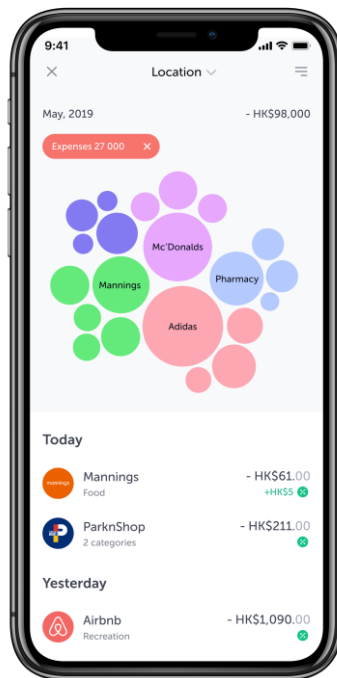 9:41
Location
May, 2019 - HK$98,000
Expenses 27 000 ×
Mc'Donalds
Mannings
Pharmacy
Adidas
Today
mannings
Mannings - HK$61.00
Food +HK$5 %
ParknShop - HK$211.00
2 categories %
Yesterday
Airbnb - HK$1,090.00
Recreation %